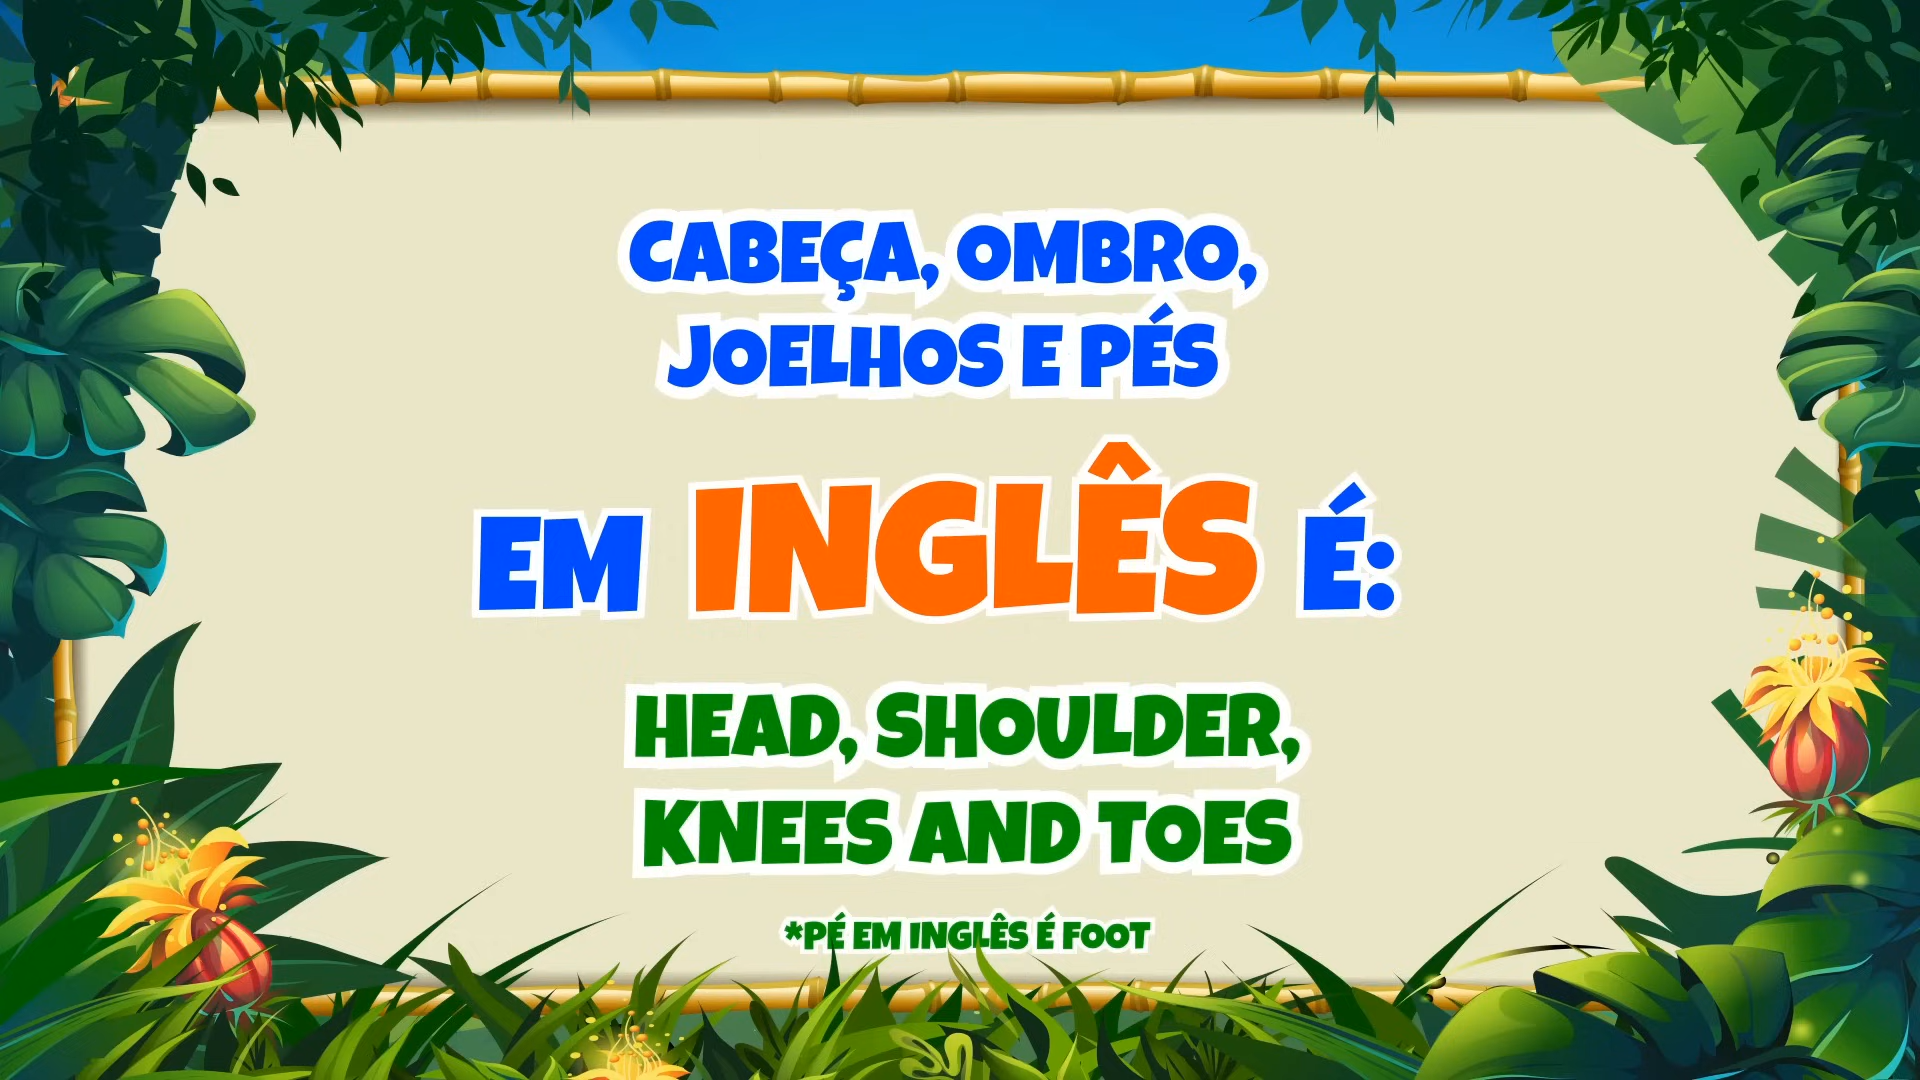 CABEÇA, OMBRO,
JOELHOS E PÉS
EM INGLÊS É:
HEAD, SHOULDER,
KNEES AND TOES
*PÉ EM INGLÊS É FOOT